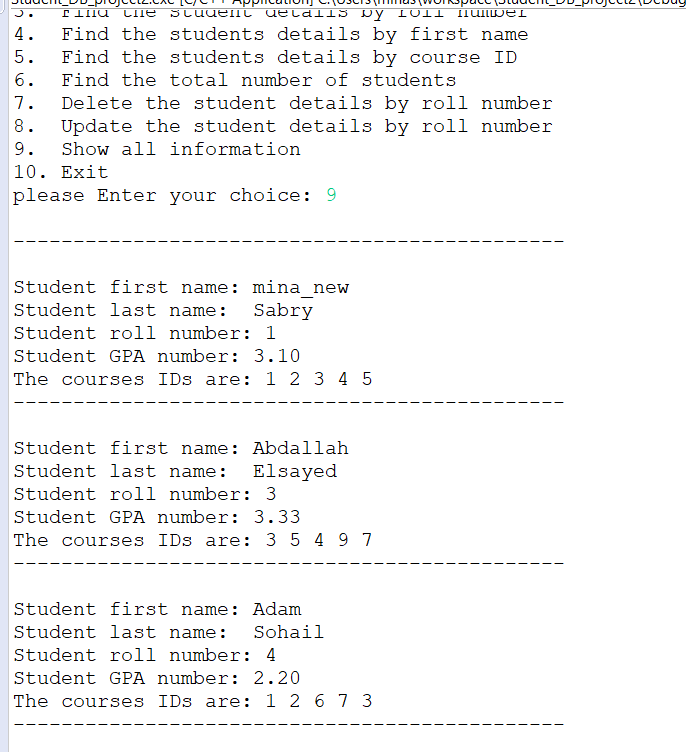 Student_DB_project2.exe [C/C++ Application] C:\Users\minas\workspace\Student_DB_project2\Debug
3.  Find the student details by roll number
4.  Find the students details by first name
5.  Find the students details by course ID
6.  Find the total number of students
7.  Delete the student details by roll number
8.  Update the student details by roll number
9.  Show all information
10. Exit
please Enter your choice: 9
----------------------------------------------
Student first name: mina_new
Student last name:  Sabry
Student roll number: 1
Student GPA number: 3.10
The courses IDs are: 1 2 3 4 5
----------------------------------------------
Student first name: Abdallah
Student last name:  Elsayed
Student roll number: 3
Student GPA number: 3.33
The courses IDs are: 3 5 4 9 7
----------------------------------------------
Student first name: Adam
Student last name:  Sohail
Student roll number: 4
Student GPA number: 2.20
The courses IDs are: 1 2 6 7 3
----------------------------------------------